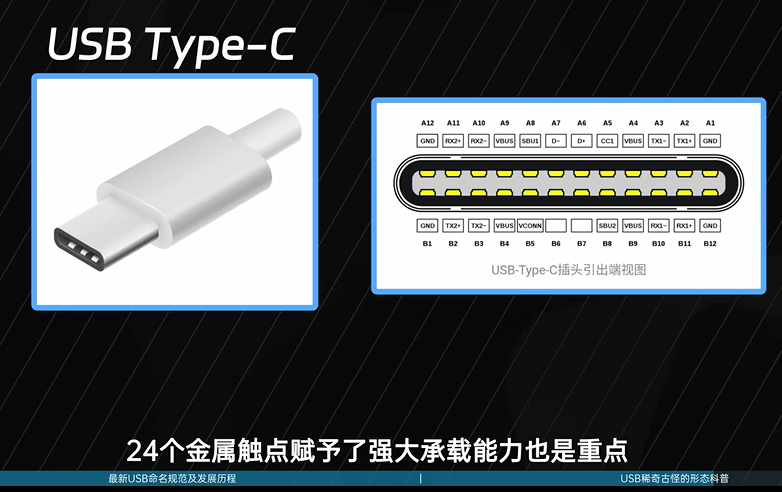 USB Type-C
A12 A11 A10 A9 A8 A7 A6 A5 A4 A3 A2 A1
GND RX2+ RX2− VBUS SBU1 D− D+ CC1 VBUS TX1− TX1+ GND
GND TX2+ TX2− VBUS VCONN SBU2 VBUS RX1− RX1+ GND
B1 B2 B3 B4 B5 B6 B7 B8 B9 B10 B11 B12
USB-Type-C插头引出端视图
24个金属触点赋予了强大承载能力也是重点
最新USB命名规范及发展历程 | USB稀奇古怪的形态科普